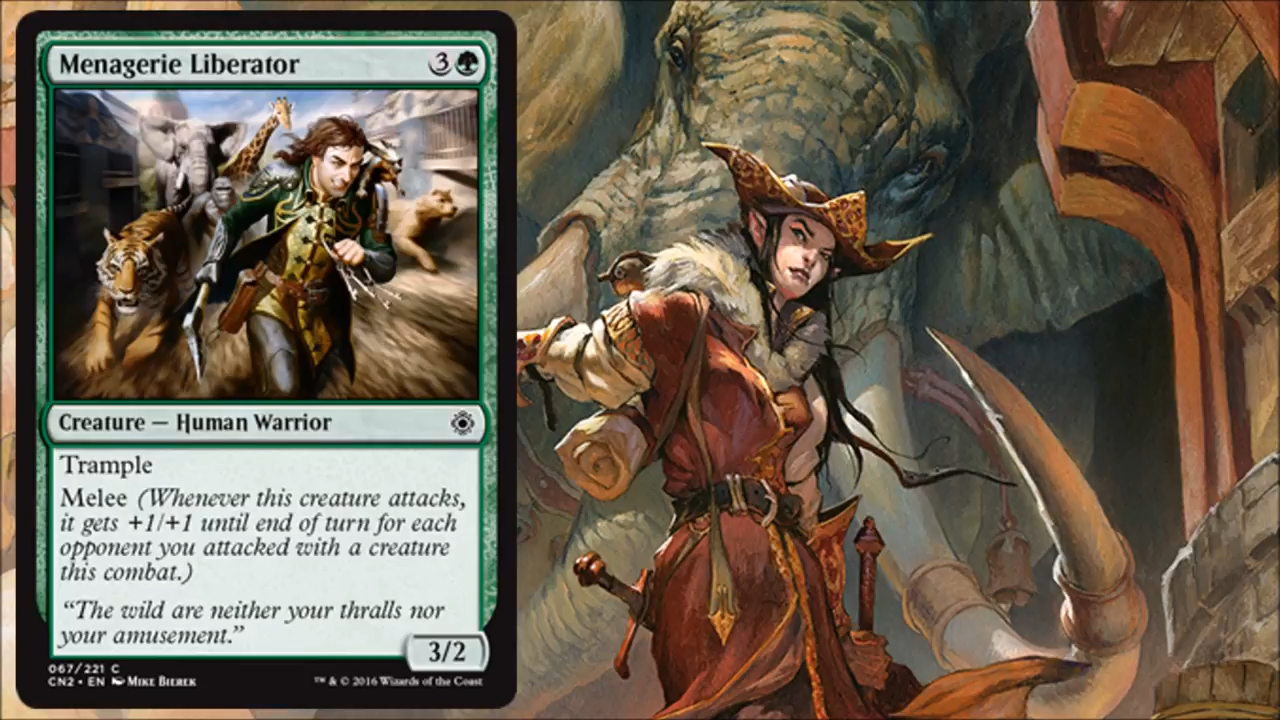 Menagerie Liberator 3
Creature — Human Warrior
Trample
Melee (Whenever this creature attacks,
it gets +1/+1 until end of turn for each
opponent you attacked with a creature
this combat.)
“The wild are neither your thralls nor
your amusement.”
3/2
067/221 C
CN2 • EN MIKE BIEREK
™ & © 2016 Wizards of the Coast